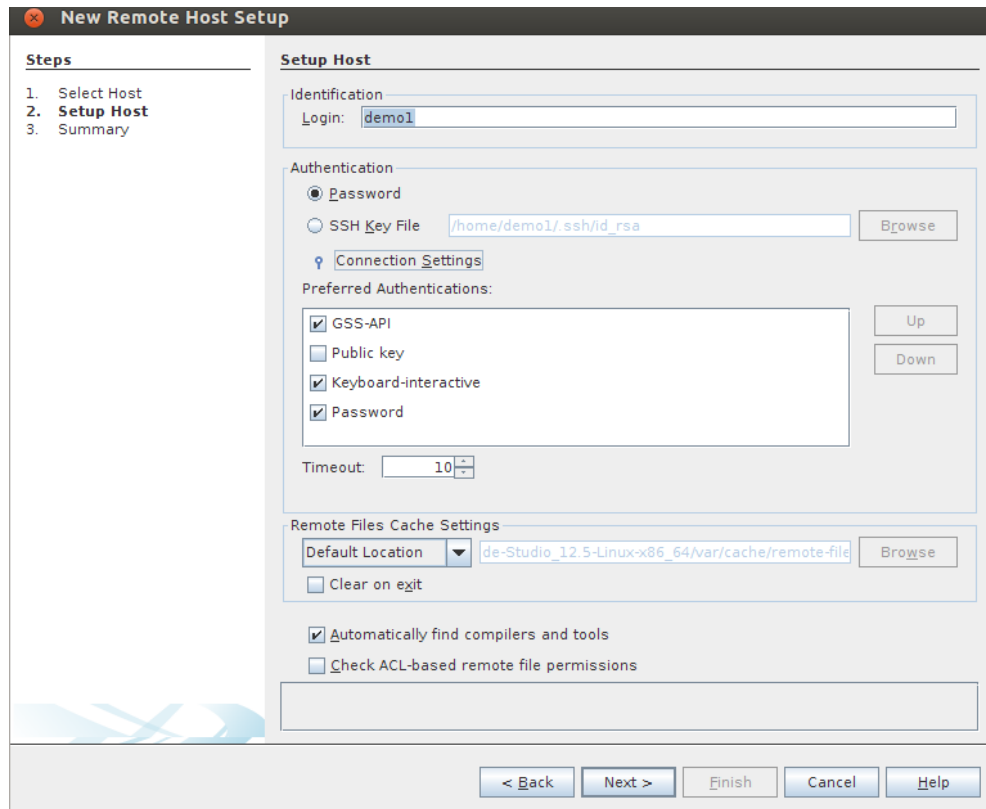 New Remote Host Setup
Steps
1. Select Host
2. Setup Host
3. Summary
Setup Host
Identification
Login: demo1
Authentication
Password
SSH Key File /home/demo1/.ssh/id_rsa Browse
Connection Settings
Preferred Authentications:
GSS-API
Public key
Keyboard-interactive
Password
Up
Down
Timeout: 10
Remote Files Cache Settings
Default Location de-Studio_12.5-Linux-x86_64/var/cache/remote-file Browse
Clear on exit
Automatically find compilers and tools
Check ACL-based remote file permissions
< Back Next > Finish Cancel Help